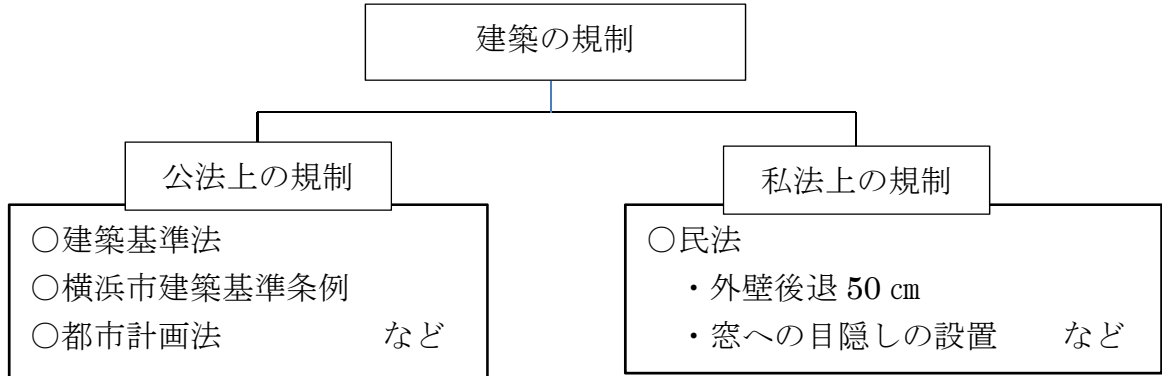 建築の規制
公法上の規制
○建築基準法
○横浜市建築基準条例
○都市計画法 など
私法上の規制
○民法
・外壁後退 50 ㎝
・窓への目隠しの設置 など